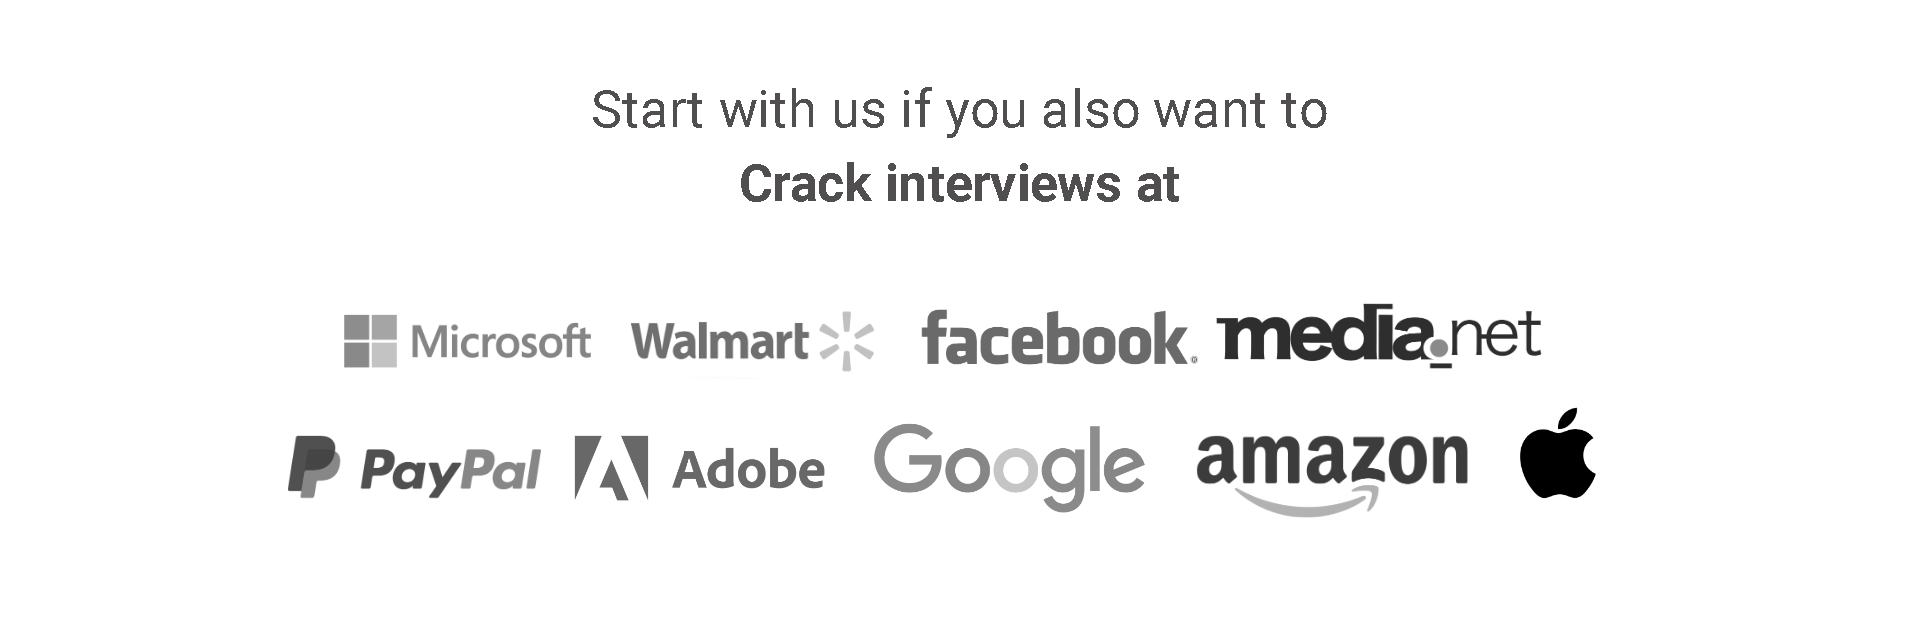 Start with us if you also want to
Crack interviews at
Microsoft Walmart facebook® media.net
PayPal Adobe Google amazon